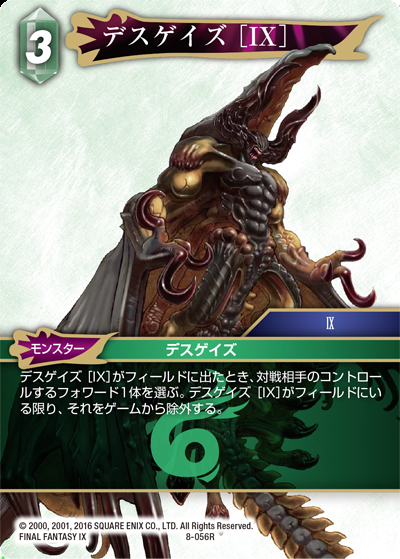 3
デスゲイズ [IX]
IX
モンスター
デスゲイズ
デスゲイズ [IX]がフィールドに出たとき、対戦相手のコントロー
ルするフォワード1体を選ぶ。デスゲイズ [IX]がフィールドにい
る限り、それをゲームから除外する。
© 2000, 2001, 2016 SQUARE ENIX CO., LTD. All Rights Reserved.
FINAL FANTASY IX
8-056R